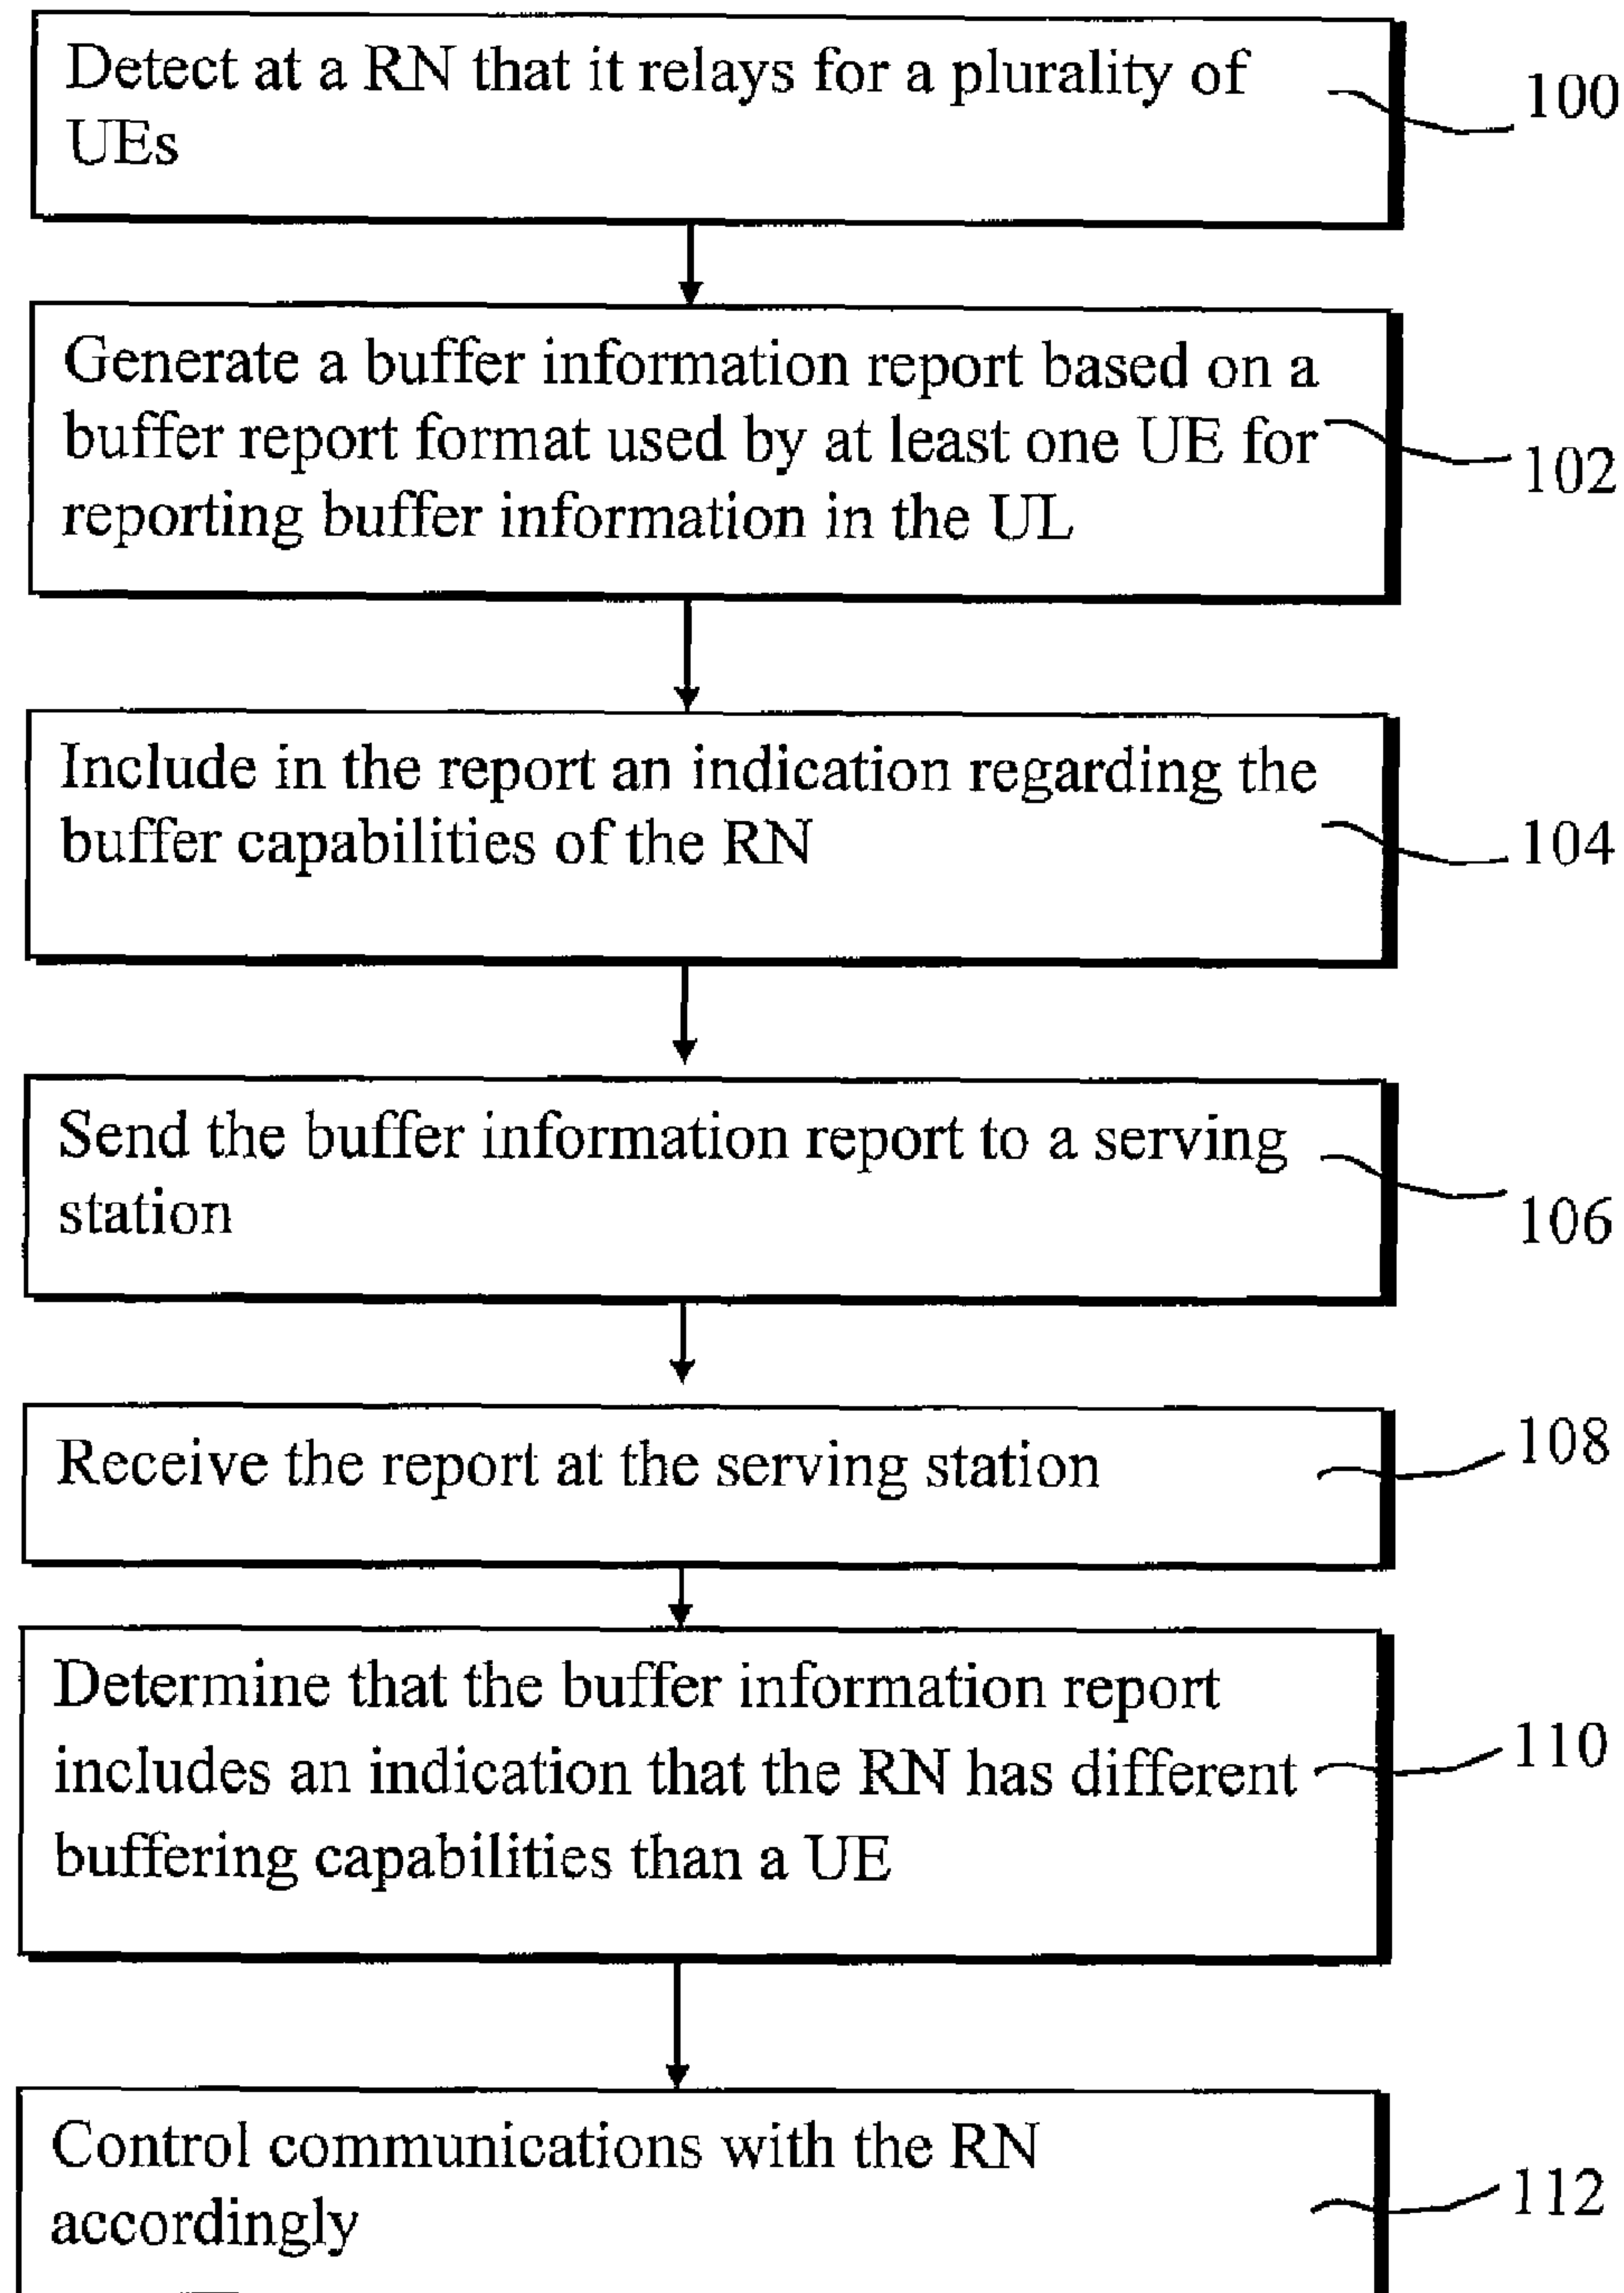 Detect at a RN that it relays for a plurality of
UEs
100
Generate a buffer information report based on a
buffer report format used by at least one UE for
reporting buffer information in the UL
102
Include in the report an indication regarding the
buffer capabilities of the RN
104
Send the buffer information report to a serving
station
106
Receive the report at the serving station
108
Determine that the buffer information report
includes an indication that the RN has different
buffering capabilities than a UE
110
Control communications with the RN
accordingly
112